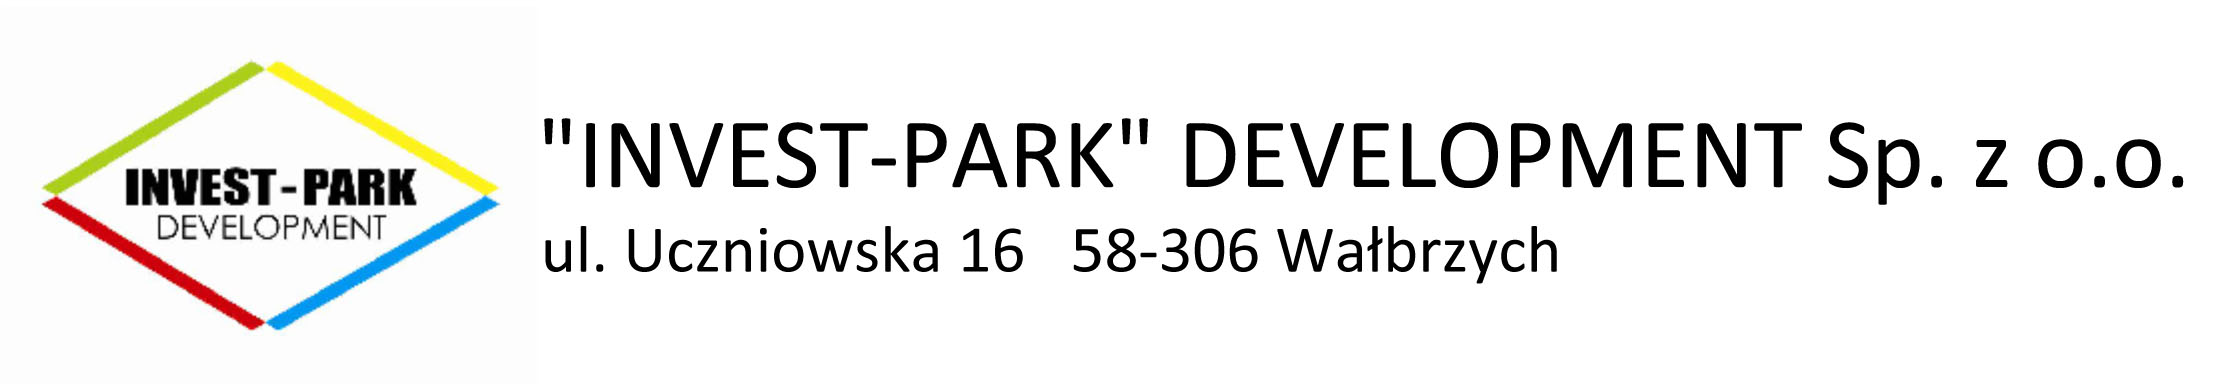 INVEST-PARK
DEVELOPMENT
"INVEST-PARK" DEVELOPMENT Sp. z o.o.
ul. Uczniowska 16   58-306 Wałbrzych